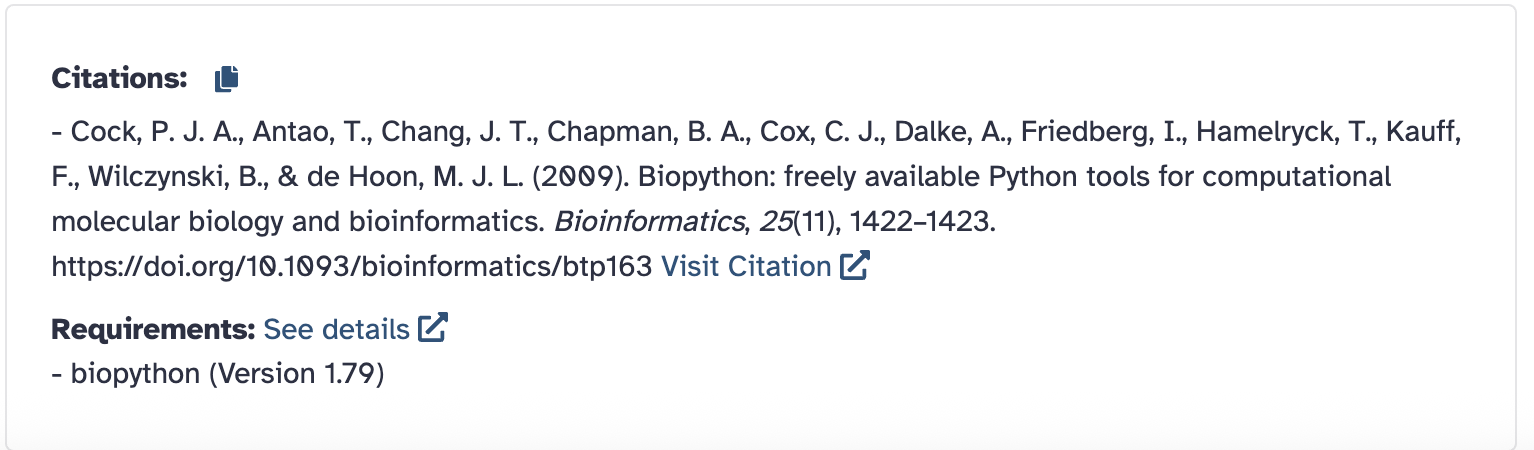 Citations:
- Cock, P. J. A., Antao, T., Chang, J. T., Chapman, B. A., Cox, C. J., Dalke, A., Friedberg, I., Hamelryck, T., Kauff,
F., Wilczynski, B., & de Hoon, M. J. L. (2009). Biopython: freely available Python tools for computational
molecular biology and bioinformatics. Bioinformatics, 25(11), 1422–1423.
https://doi.org/10.1093/bioinformatics/btp163 Visit Citation
Requirements: See details
- biopython (Version 1.79)